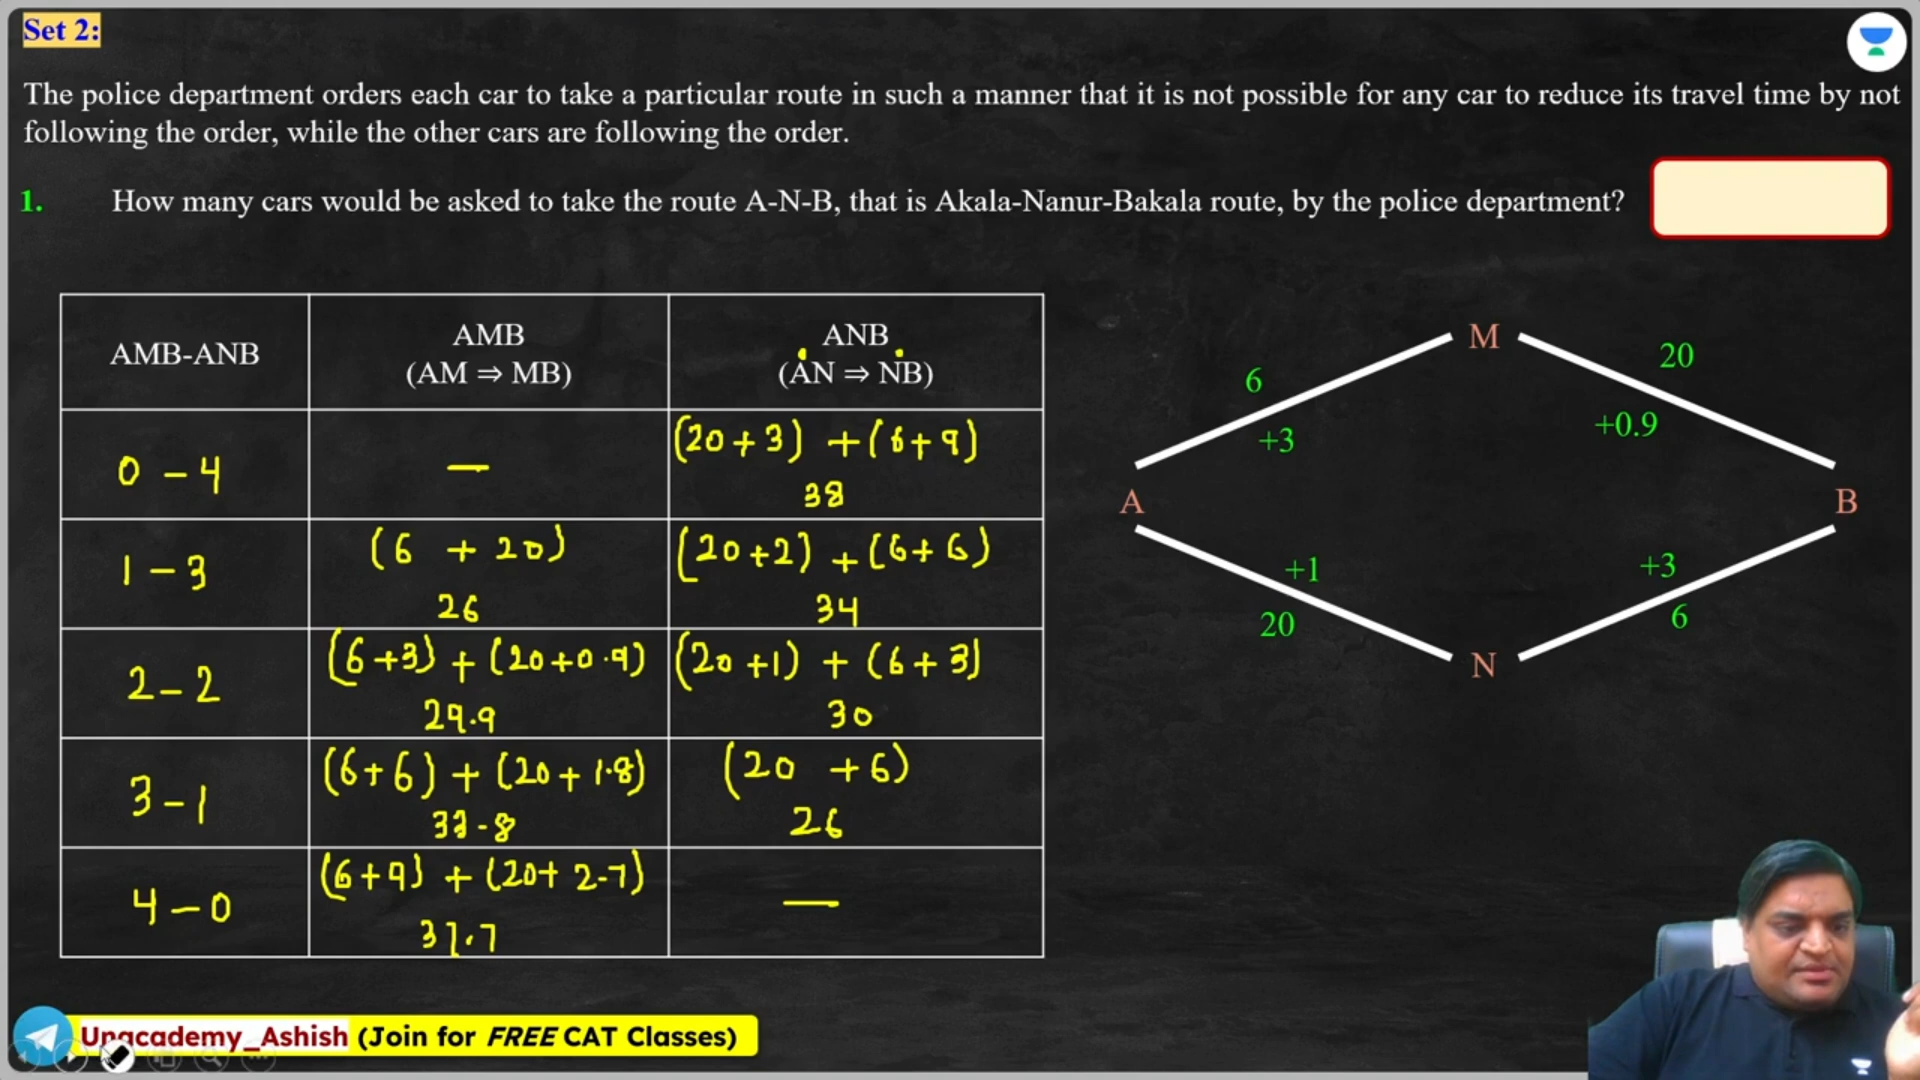 Set 2:
The police department orders each car to take a particular route in such a manner that it is not possible for any car to reduce its travel time by not
following the order, while the other cars are following the order.
1. How many cars would be asked to take the route A-N-B, that is Akala-Nanur-Bakala route, by the police department?
AMB-ANB AMB ANB
(AM ⇒ MB) (AN ⇒ NB)
0 - 4 — (20+3) + (6+9)
38
1 - 3 (6 + 20) (20+2) + (6+6)
26 34
2 - 2 (6+3) + (20+0.9) (20+1) + (6+3)
29.9 30
3 - 1 (6+6) + (20+1.8) (20 + 6)
33.8 26
4 - 0 (6+9) + (20+2.7) —
37.7
M
6
+3
20
+0.9
A
B
+1
20
+3
6
N
Unacademy_Ashish (Join for FREE CAT Classes)